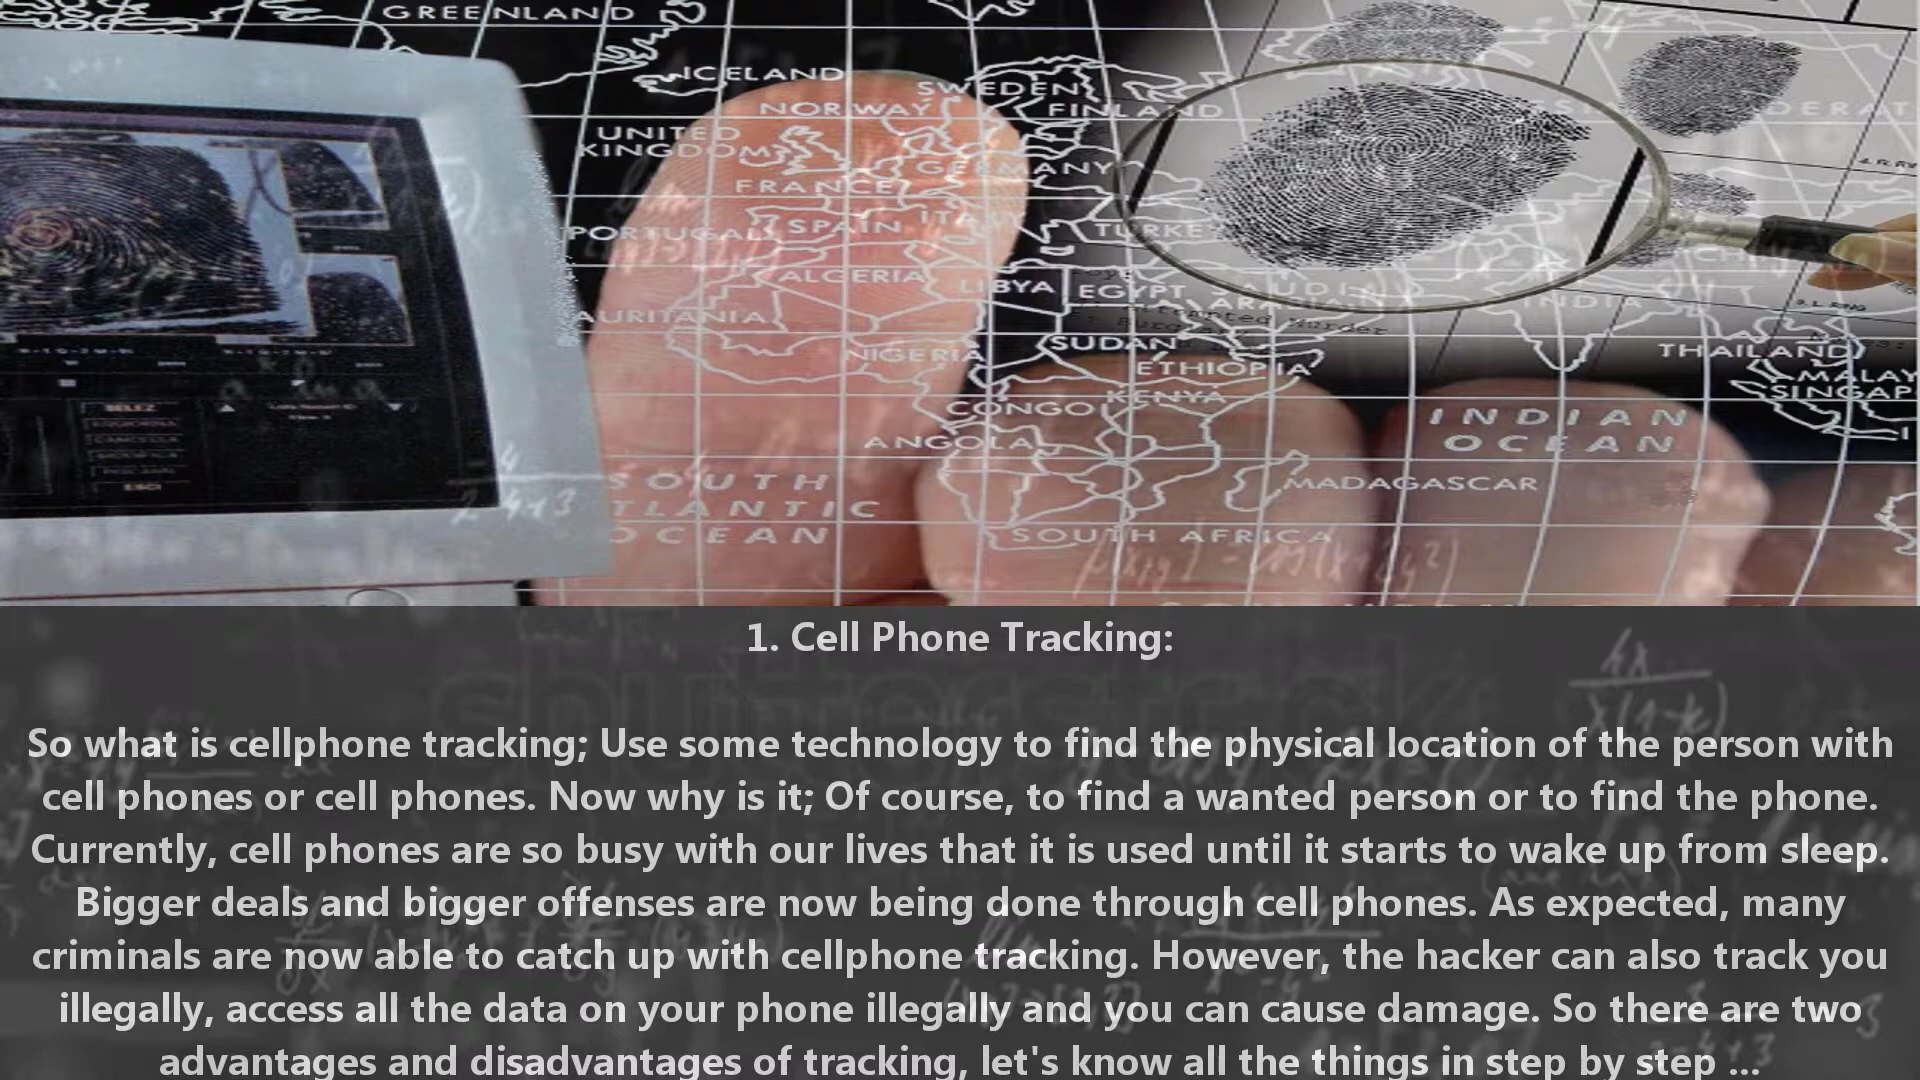 GREENLAND
ICELAND
SWEDEN
NORWAY
FINLAND
UNITED
KINGDOM
GERMANY
FRANCE
PORTUGAL
SPAIN
ITALY
TURKEY
ALGERIA
LIBYA
EGYPT
INDIA
AURITANIA
Attempted Murder
NIGERIA
SUDAN
ETHIOPIA
THAILAND
MALAY
SINGAP
KENYA
CONGO
ANGOLA
INDIAN
OCEAN
SOUTH
TLANTIC
OCEAN
MADAGASCAR
SOUTH AFRICA
1. Cell Phone Tracking:
So what is cellphone tracking; Use some technology to find the physical location of the person with
cell phones or cell phones. Now why is it; Of course, to find a wanted person or to find the phone.
Currently, cell phones are so busy with our lives that it is used until it starts to wake up from sleep.
Bigger deals and bigger offenses are now being done through cell phones. As expected, many
criminals are now able to catch up with cellphone tracking. However, the hacker can also track you
illegally, access all the data on your phone illegally and you can cause damage. So there are two
advantages and disadvantages of tracking, let's know all the things in step by step ...